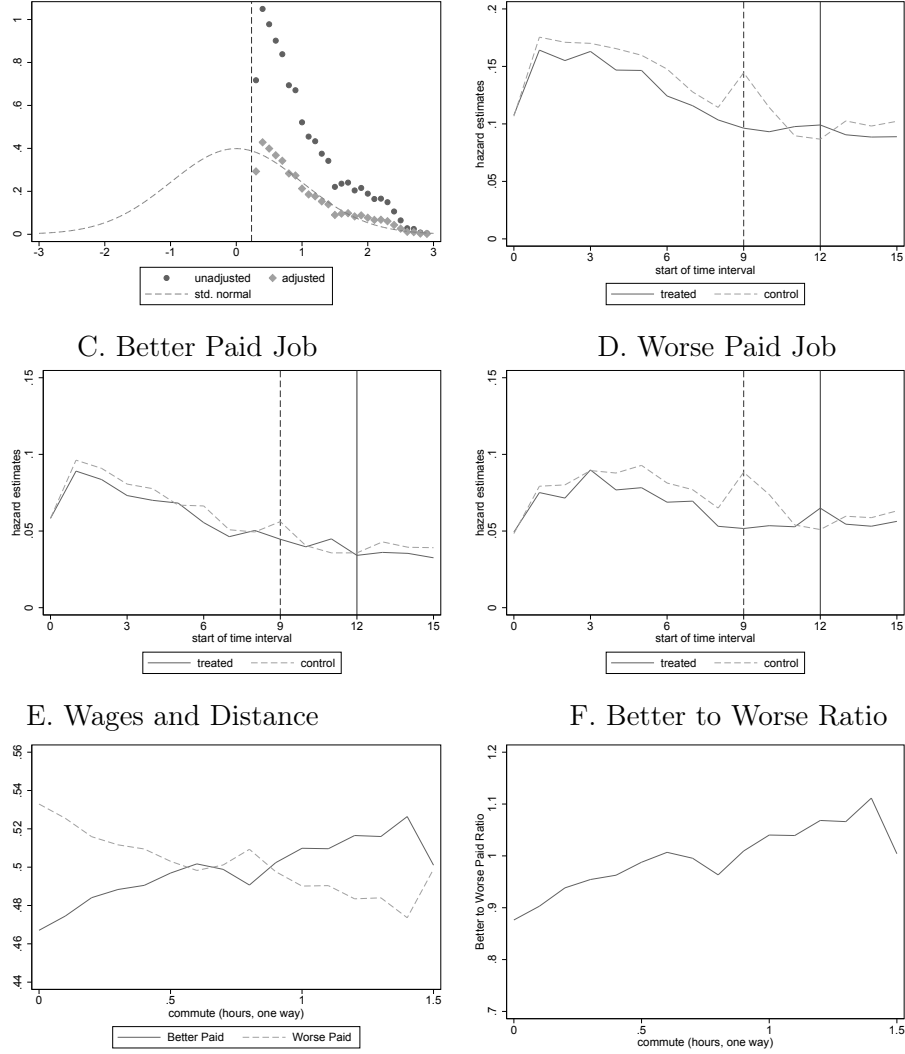 1
.8
.6
.4
.2
0
-3 -2 -1 0 1 2 3
unadjusted adjusted
std. normal
hazard estimates
.2
.15
.1
.05
0
0 3 6 9 12 15
start of time interval
treated control
C. Better Paid Job
D. Worse Paid Job
hazard estimates
.15
.1
.05
0
0 3 6 9 12 15
start of time interval
treated control
hazard estimates
.15
.1
.05
0
0 3 6 9 12 15
start of time interval
treated control
E. Wages and Distance
F. Better to Worse Ratio
.56
.54
.52
.5
.48
.46
.44
0 .5 1 1.5
commute (hours, one way)
Better Paid Worse Paid
Better to Worse Paid Ratio
1.2
1.1
1
.9
.8
.7
0 .5 1 1.5
commute (hours, one way)